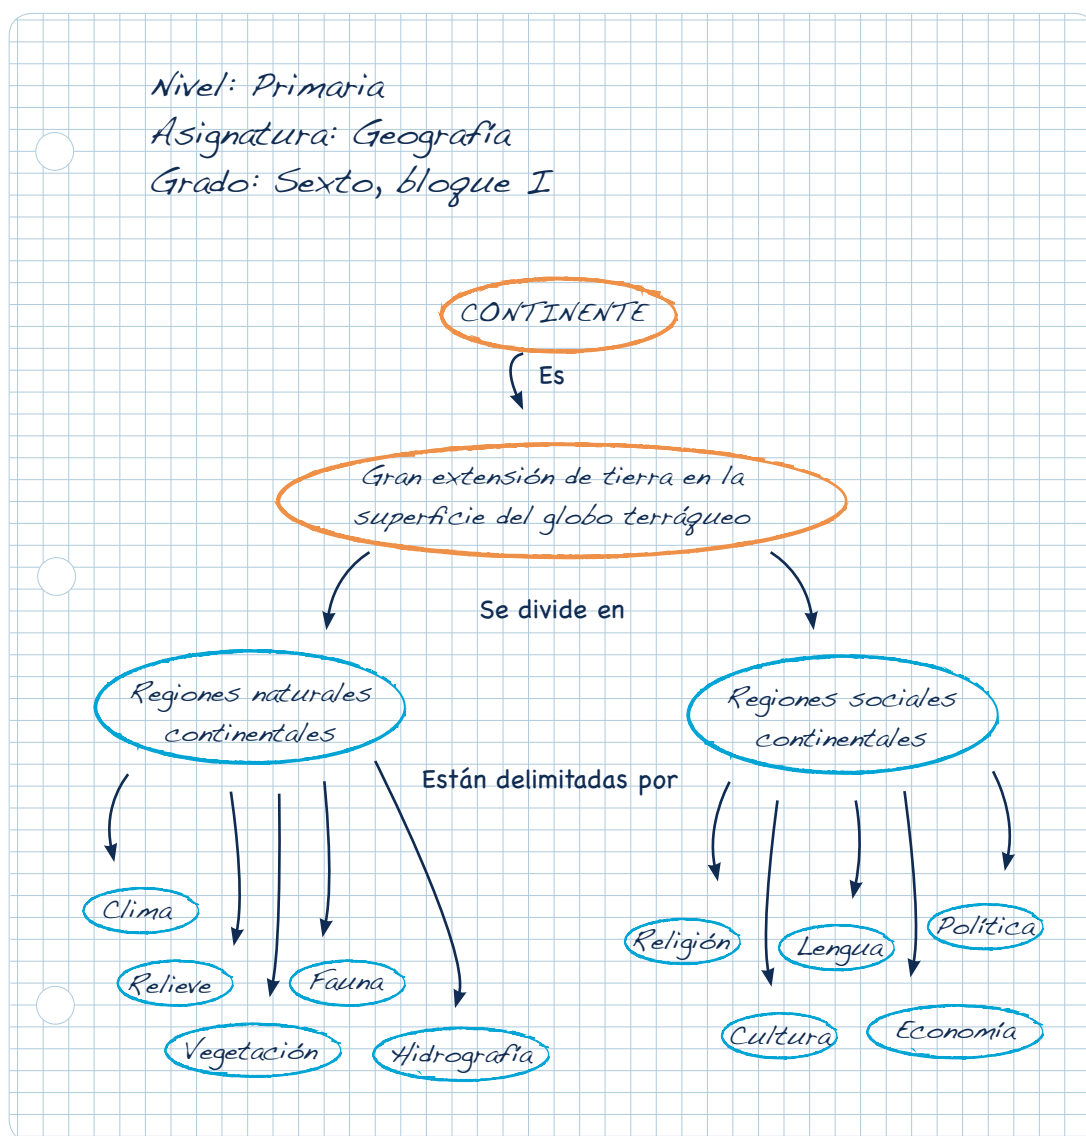 Nivel: Primaria
Asignatura: Geografía
Grado: Sexto, bloque I
CONTINENTE
Es
Gran extensión de tierra en la
superficie del globo terráqueo
Se divide en
Regiones naturales
continentales
Regiones sociales
continentales
Están delimitadas por
Clima
Relieve
Vegetación
Fauna
Hidrografía
Religión
Cultura
Lengua
Economía
Política